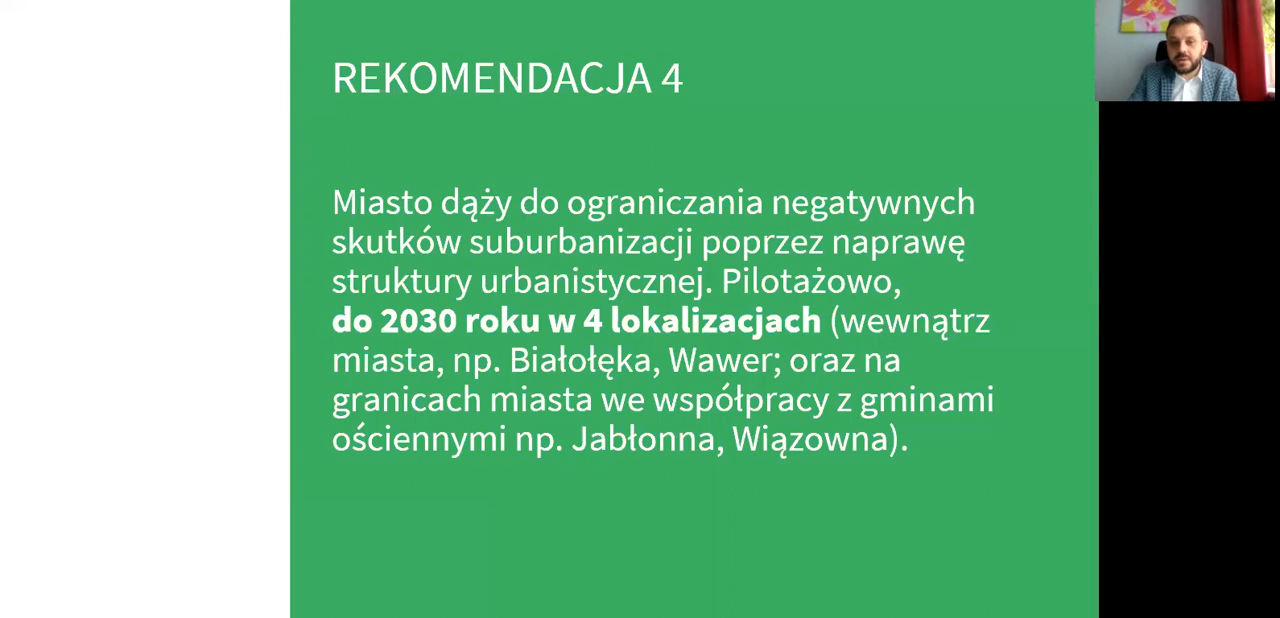 REKOMENDACJA 4
Miasto dąży do ograniczania negatywnych
skutków suburbanizacji poprzez naprawę
struktury urbanistycznej. Pilotażowo,
do 2030 roku w 4 lokalizacjach (wewnątrz
miasta, np. Białołęka, Wawer; oraz na
granicach miasta we współpracy z gminami
ościennymi np. Jabłonna, Wiązowna).